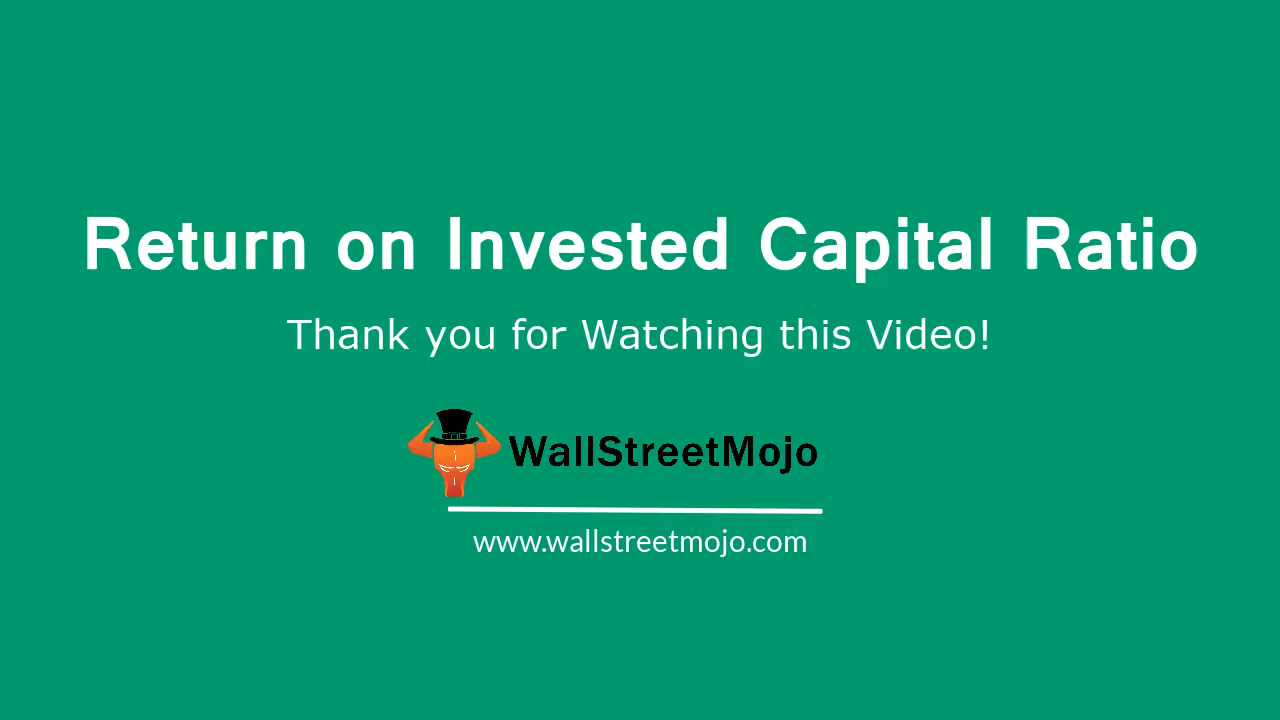 Return on Invested Capital Ratio
Thank you for Watching this Video!
WallStreetMojo
www.wallstreetmojo.com